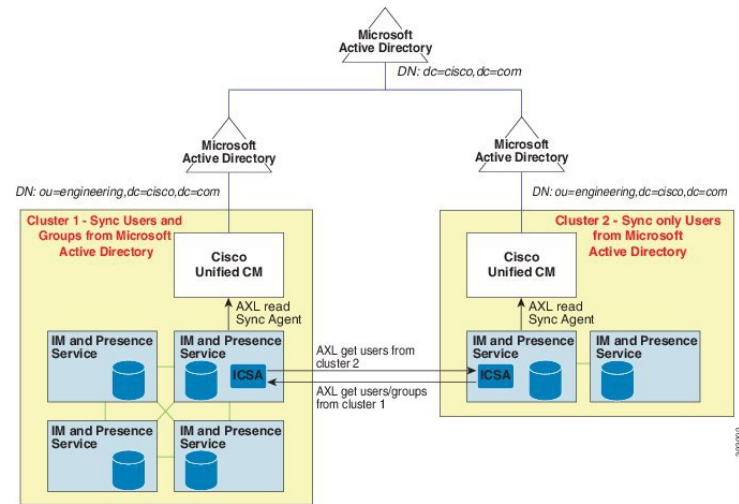 Microsoft
Active Directory
DN: dc=cisco,dc=com
Microsoft
Active Directory
Microsoft
Active Directory
DN: ou=engineering,dc=cisco,dc=com
DN: ou=engineering,dc=cisco,dc=com
Cluster 1 - Sync Users and
Groups from Microsoft
Active Directory
Cisco
Unified CM
AXL read
Sync Agent
IM and Presence
Service
IM and Presence
Service
ICSA
IM and Presence
Service
IM and Presence
Service
AXL get users from
cluster 2
AXL get users/groups
from cluster 1
Cluster 2 - Sync only Users
from Microsoft
Active Directory
Cisco
Unified CM
AXL read
Sync Agent
IM and Presence
Service
ICSA
IM and Presence
Service